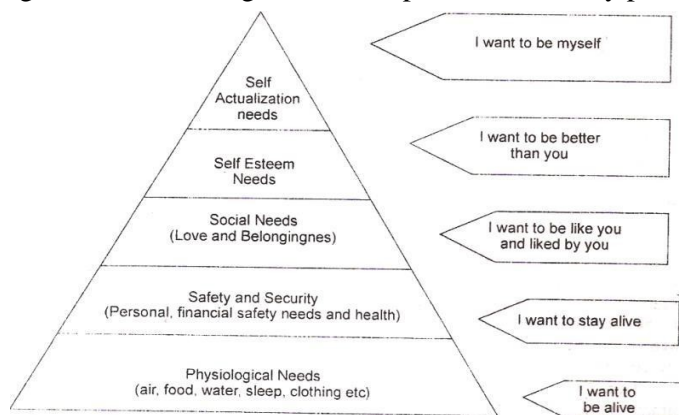 I want to be myself
Self
Actualization
needs
I want to be better
than you
Self Esteem
Needs
Social Needs
(Love and Belongingnes)
I want to be like you
and liked by you
Safety and Security
(Personal, financial safety needs and health)
I want to stay alive
Physiological Needs
(air, food, water, sleep, clothing etc)
I want to
be alive